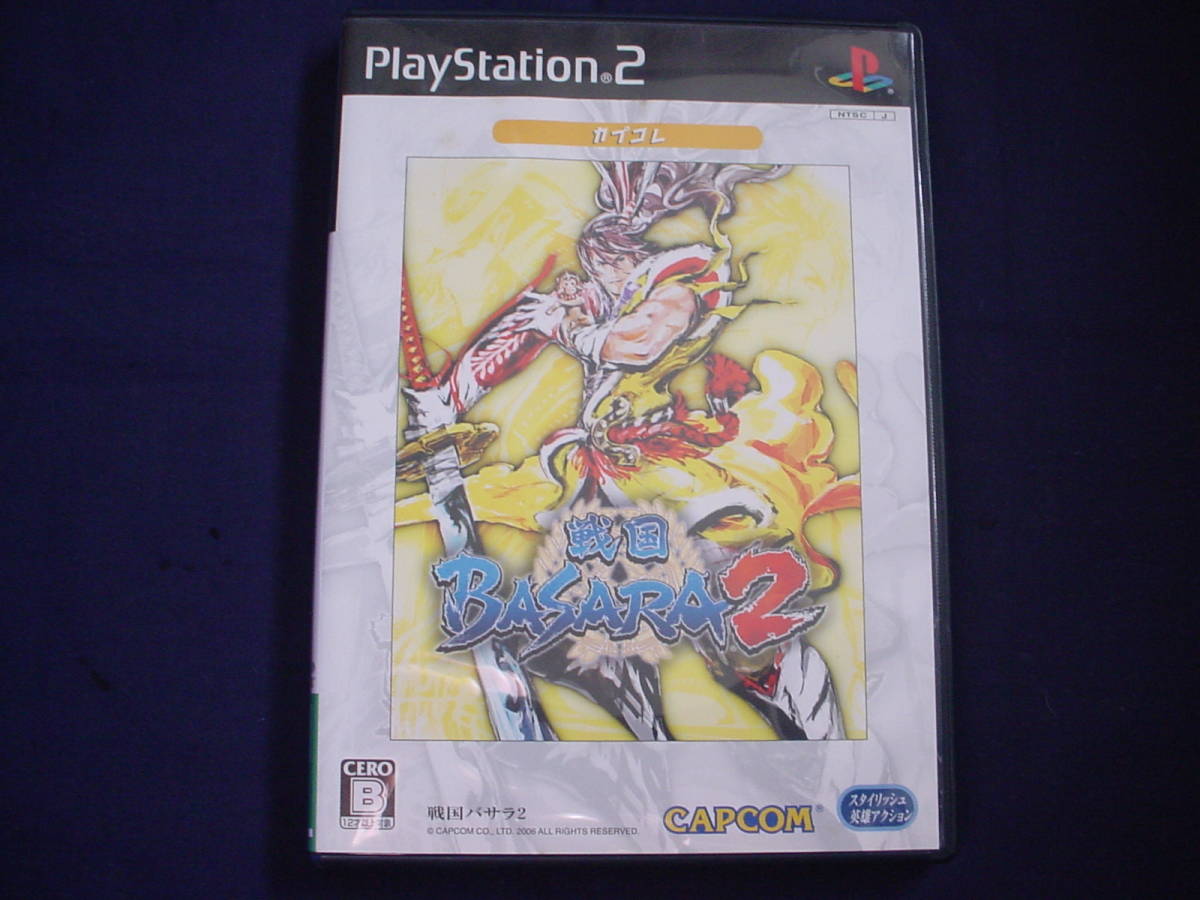 PlayStation®2
NTSC J
カプコレ
戦国
BASARA2
CERO
B
12才以上対象
戦国バサラ2
© CAPCOM CO., LTD. 2006 ALL RIGHTS RESERVED.
CAPCOM®
スタイリッシュ
英雄アクション